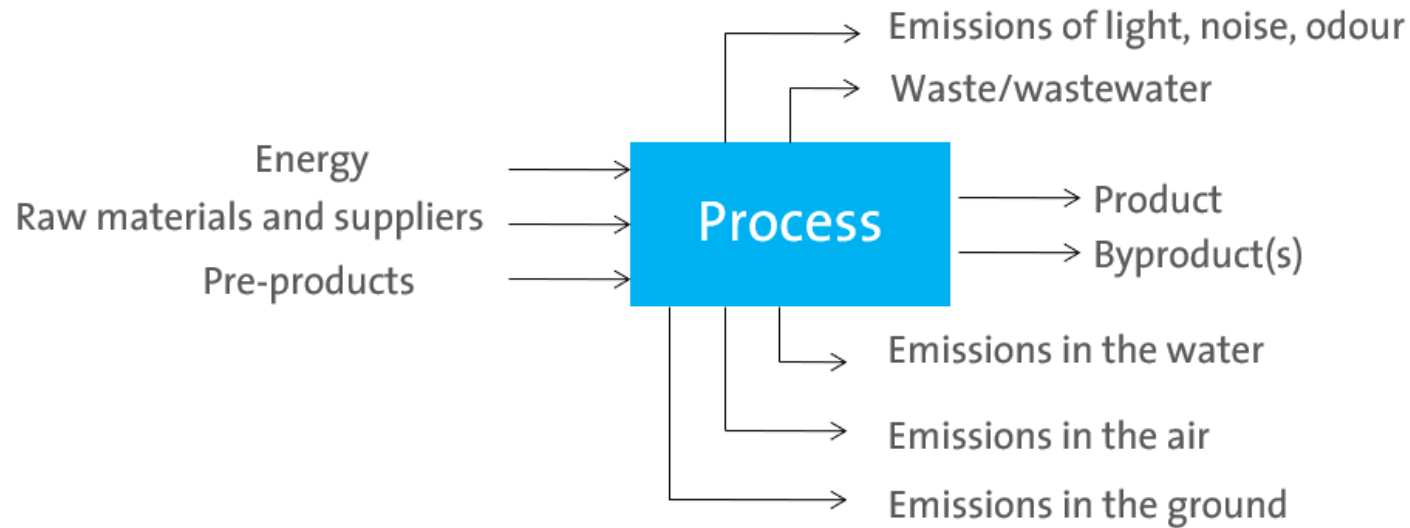 Emissions of light, noise, odour
Waste/wastewater
Energy
Raw materials and suppliers
Pre-products
Process
Product
Byproduct(s)
Emissions in the water
Emissions in the air
Emissions in the ground